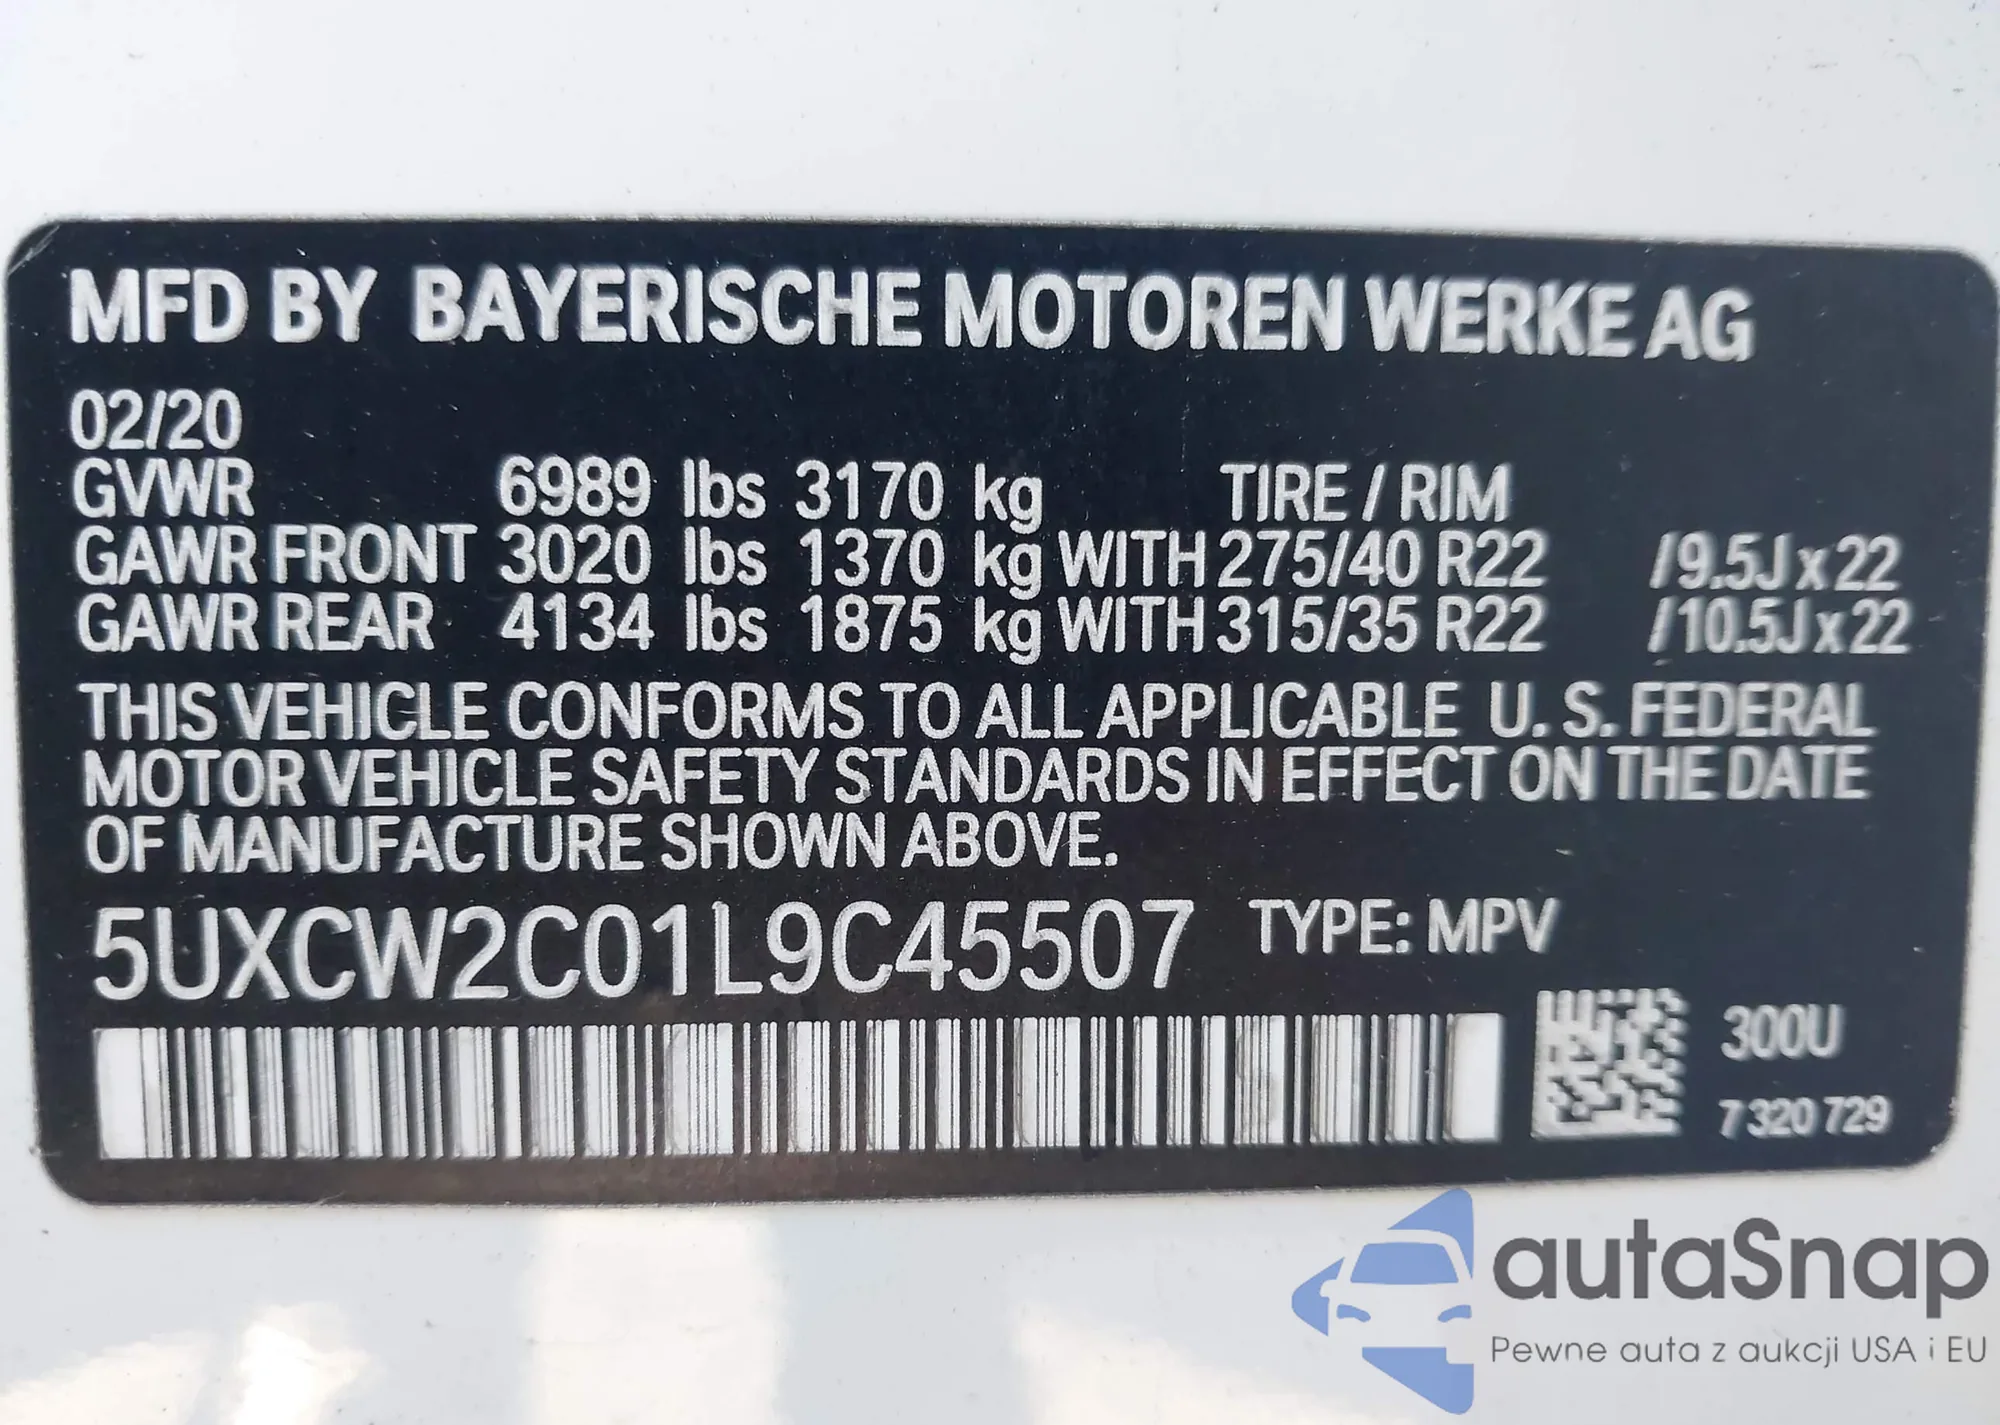 MFD BY BAYERISCHE MOTOREN WERKE AG
02/20
GVWR 6989 lbs 3170 kg TIRE / RIM
GAWR FRONT 3020 lbs 1370 kg WITH 275/40 R22 /9.5J x 22
GAWR REAR 4134 lbs 1875 kg WITH 315/35 R22 /10.5J x 22
THIS VEHICLE CONFORMS TO ALL APPLICABLE U. S. FEDERAL
MOTOR VEHICLE SAFETY STANDARDS IN EFFECT ON THE DATE
OF MANUFACTURE SHOWN ABOVE.
5UXCW2C01L9C45507 TYPE: MPV
300U
7 320 729
autaSnap
Pewne auta z aukcji USA i EU